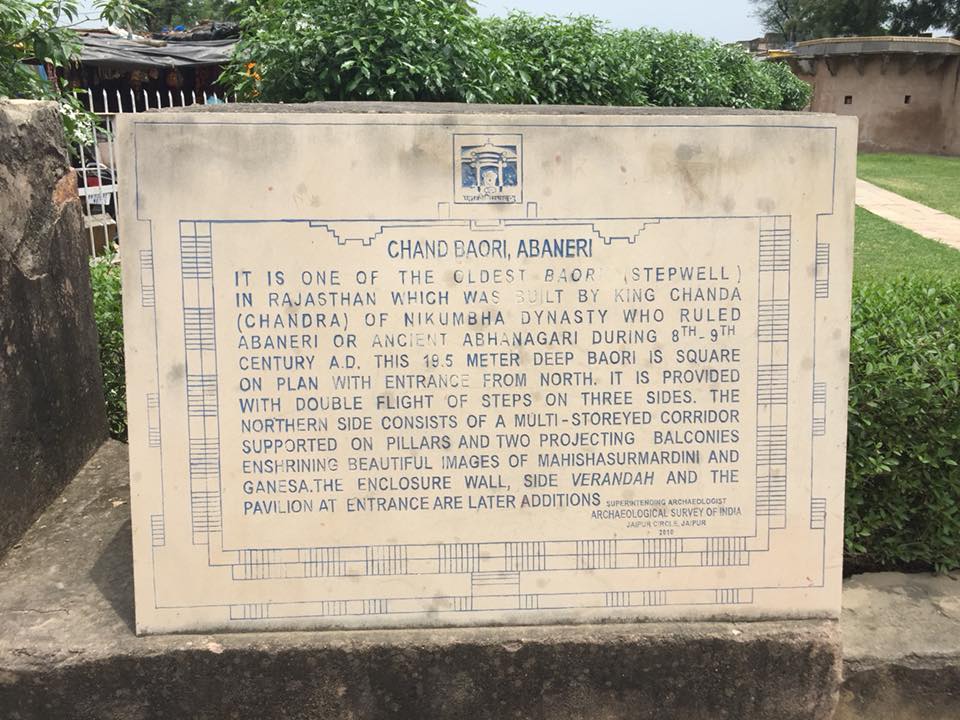 CHAND BAORI, ABANERI
IT IS ONE OF THE OLDEST BAORI (STEPWELL)
IN RAJASTHAN WHICH WAS BUILT BY KING CHANDA
(CHANDRA) OF NIKUMBHA DYNASTY WHO RULED
ABANERI OR ANCIENT ABHANAGARI DURING 8TH-9TH
CENTURY A.D. THIS 19.5 METER DEEP BAORI IS SQUARE
ON PLAN WITH ENTRANCE FROM NORTH. IT IS PROVIDED
WITH DOUBLE FLIGHT OF STEPS ON THREE SIDES. THE
NORTHERN SIDE CONSISTS OF A MULTI-STOREYED CORRIDOR
SUPPORTED ON PILLARS AND TWO PROJECTING BALCONIES
ENSHRINING BEAUTIFUL IMAGES OF MAHISHASURMARDINI AND
GANESA.THE ENCLOSURE WALL, SIDE VERANDAH AND THE
PAVILION AT ENTRANCE ARE LATER ADDITIONS
SUPERINTENDING ARCHAEOLOGIST
ARCHAEOLOGICAL SURVEY OF INDIA
JAIPUR CIRCLE, JAIPUR
2010